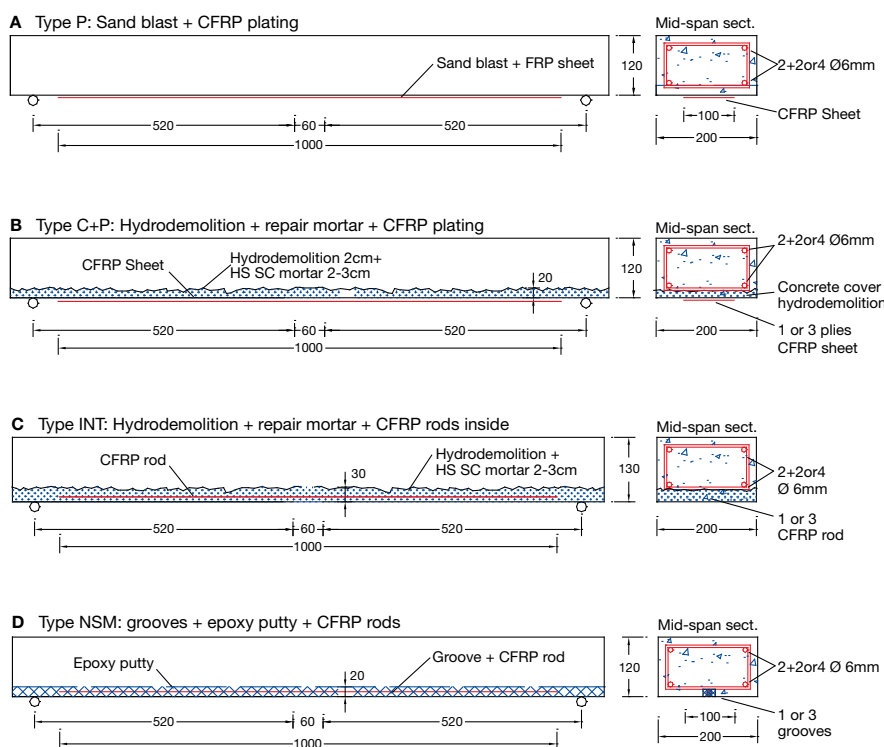 A Type P: Sand blast + CFRP plating
Mid-span sect.
Sand blast + FRP sheet
120
2+2or4 Ø6mm
CFRP Sheet
520
60
520
1000
100
200
B Type C+P: Hydrodemolition + repair mortar + CFRP plating
Mid-span sect.
CFRP Sheet
Hydrodemolition 2cm+
HS SC mortar 2-3cm
20
120
2+2or4 Ø6mm
Concrete cover
hydrodemolition
520
60
520
1000
200
1 or 3 plies
CFRP sheet
C Type INT: Hydrodemolition + repair mortar + CFRP rods inside
Mid-span sect.
CFRP rod
30
Hydrodemolition +
HS SC mortar 2-3cm
130
2+2or4
Ø 6mm
520
60
520
1000
200
1 or 3
CFRP rod
D Type NSM: grooves + epoxy putty + CFRP rods
Mid-span sect.
Epoxy putty
20
Groove + CFRP rod
120
2+2or4 Ø 6mm
520
60
520
1000
100
200
1 or 3
grooves